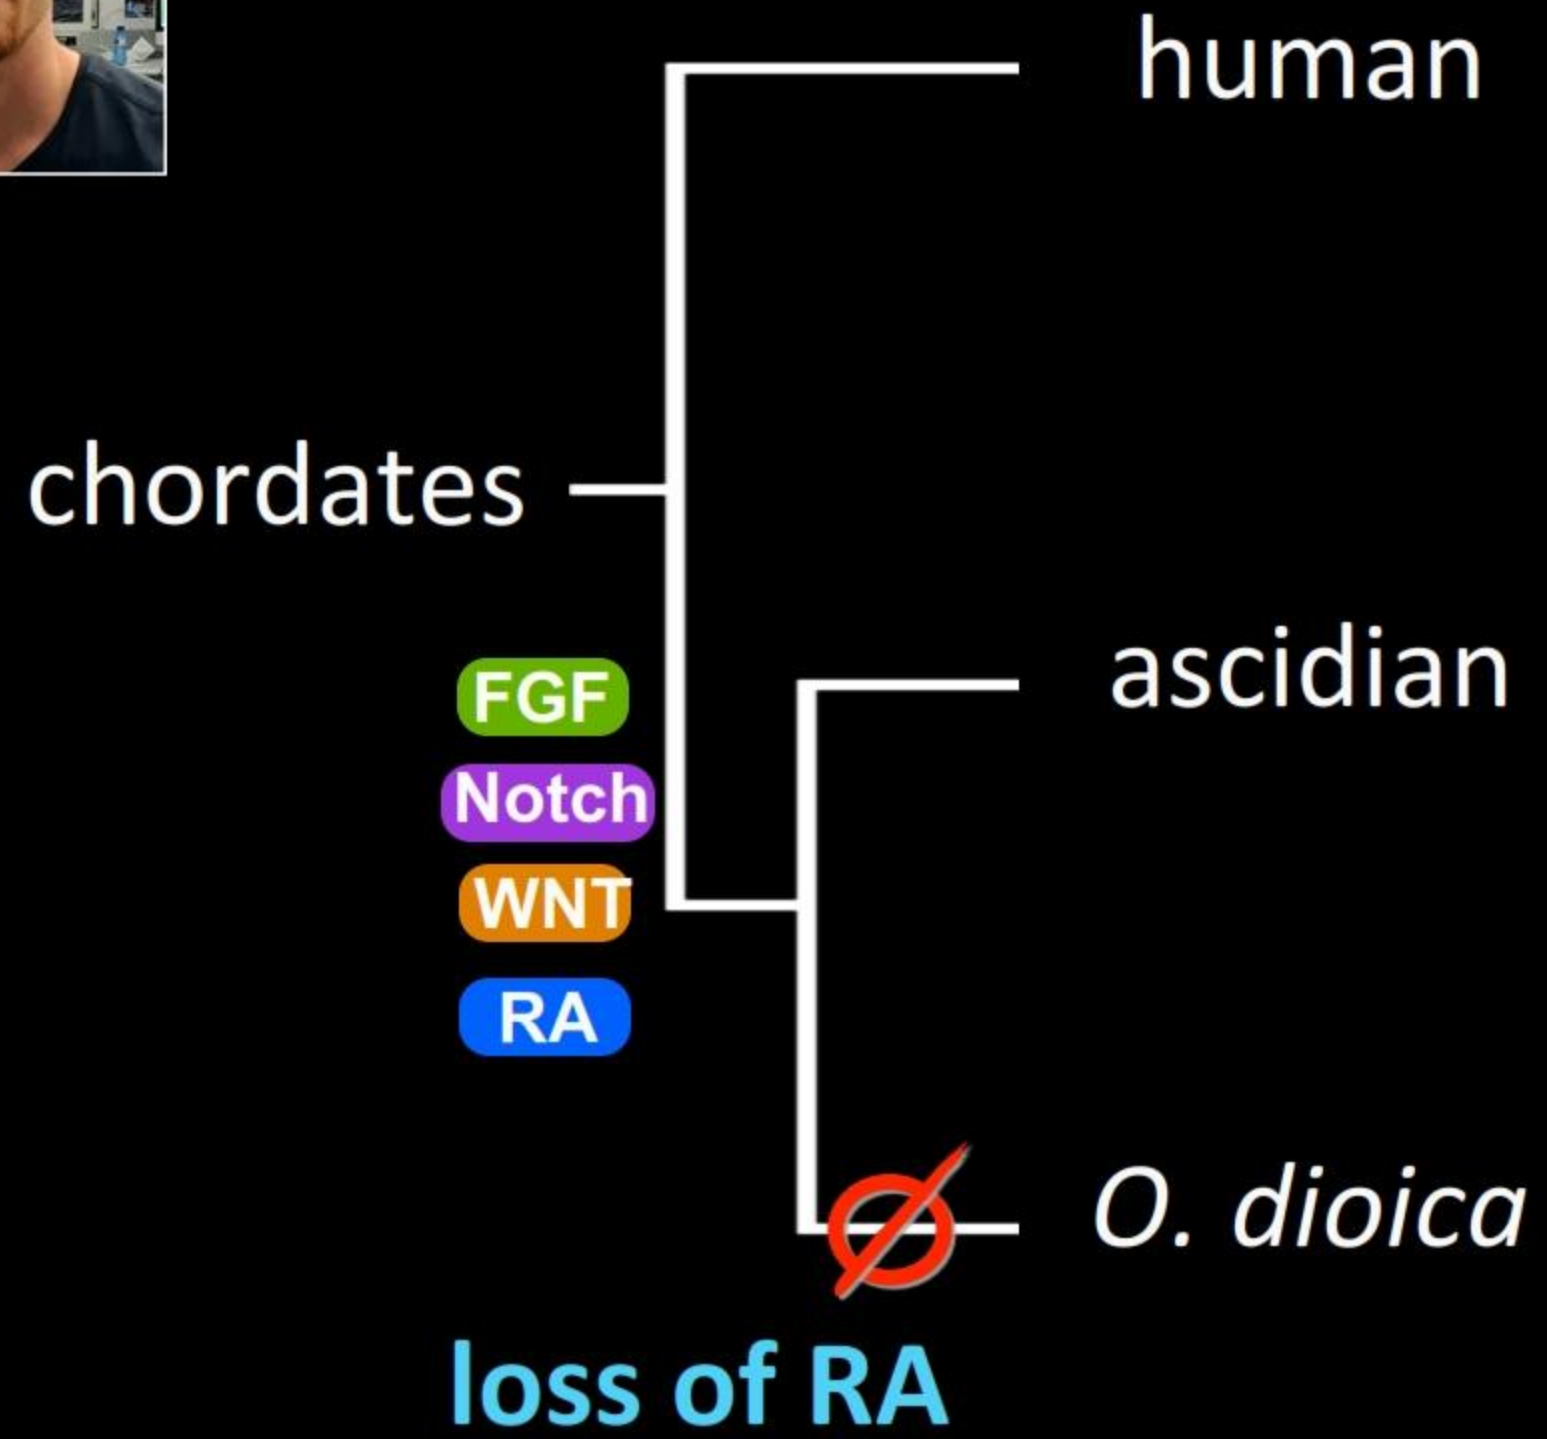 human
chordates
ascidian
FGF
Notch
WNT
RA
O. dioica
loss of RA